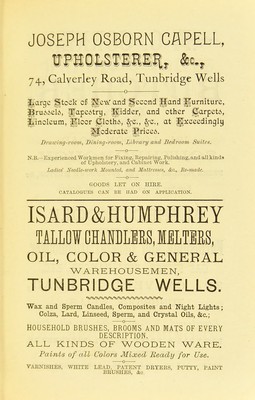 JOSEPH OSBORN CAPELL,
UPHOLSTERER, &c.,
74, Calverley Road, Tunbridge Wells
Large Stock of New and Second Hand Furniture,
Brussels, Tapestry, Kidder, and other Carpets,
Linoleum, Floor Cloths, &c., &c., at Exceedingly
Moderate Prices.
Drawing-room, Dining-room, Library and Bedroom Suites.
N.B.—Experienced Workmen for Fixing, Repairing, Polishing, and all kinds
of Upholstery, and Cabinet Work.
Ladies' Needle-work Mounted, and Mattresses, &c., Re-made.
GOODS LET ON HIRE.
CATALOGUES CAN BE HAD ON APPLICATION.
ISARD & HUMPHREY
TALLOW CHANDLERS, MELTERS,
OIL, COLOR & GENERAL
WAREHOUSEMEN,
TUNBRIDGE WELLS.
Wax and Sperm Candles, Composites and Night Lights;
Colza, Lard, Linseed, Sperm, and Crystal Oils, &c.;
HOUSEHOLD BRUSHES, BROOMS AND MATS OF EVERY
DESCRIPTION.
ALL KINDS OF WOODEN WARE.
Paints of all Colors Mixed Ready for Use.
VARNISHES, WHITE LEAD, PATENT DRYERS, PUTTY, PAINT
BRUSHES, &c.